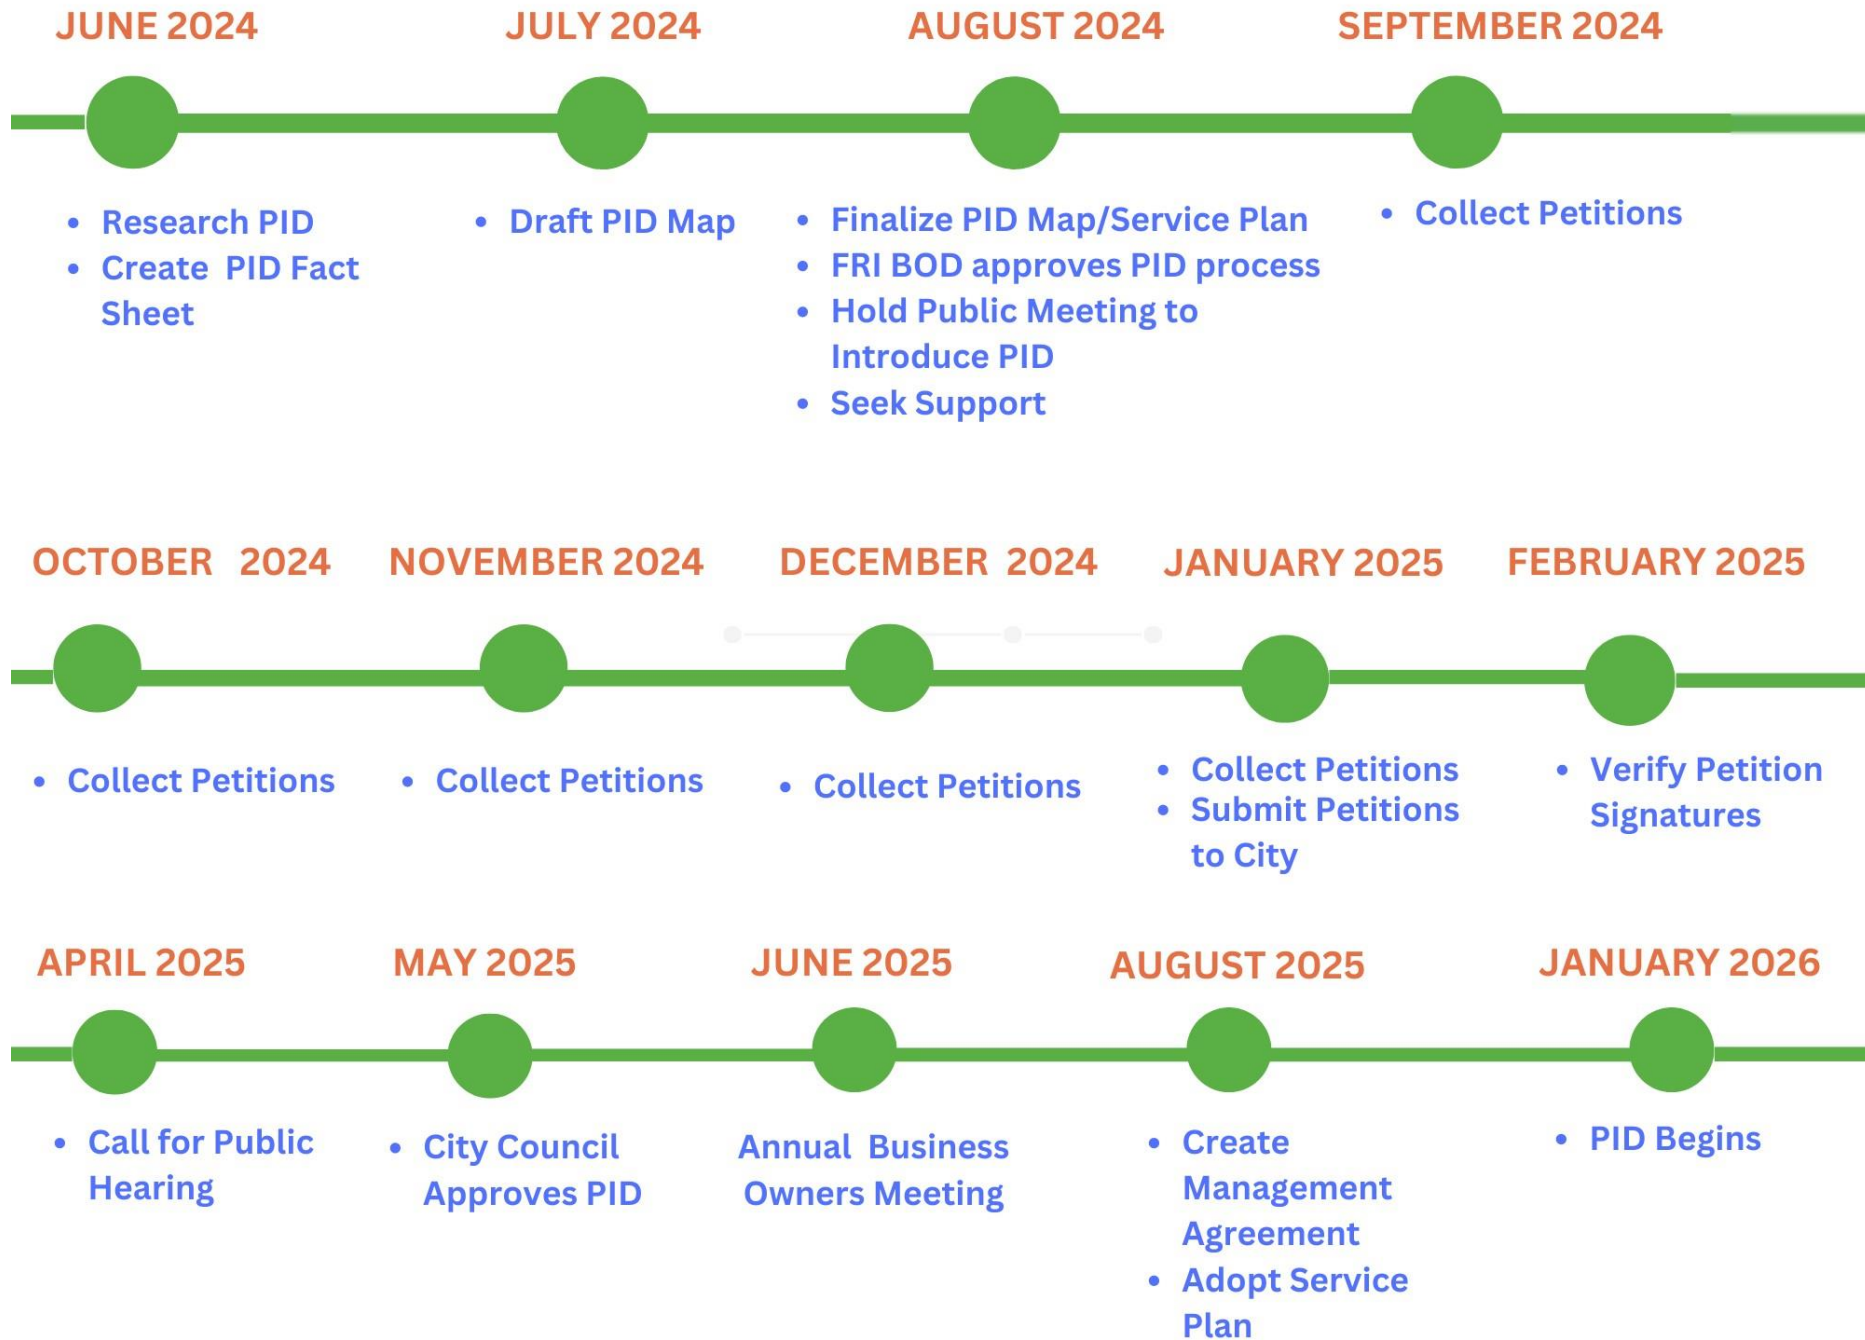 JUNE 2024
JULY 2024
AUGUST 2024
SEPTEMBER 2024
• Research PID
• Create PID Fact
Sheet
• Draft PID Map
• Finalize PID Map/Service Plan
• FRI BOD approves PID process
• Hold Public Meeting to
Introduce PID
• Seek Support
• Collect Petitions
OCTOBER 2024
NOVEMBER 2024
DECEMBER 2024
JANUARY 2025
FEBRUARY 2025
• Collect Petitions
• Collect Petitions
• Collect Petitions
• Collect Petitions
• Submit Petitions
to City
• Verify Petition
Signatures
APRIL 2025
MAY 2025
JUNE 2025
AUGUST 2025
JANUARY 2026
• Call for Public
Hearing
• City Council
Approves PID
Annual Business
Owners Meeting
• Create
Management
Agreement
• Adopt Service
Plan
• PID Begins